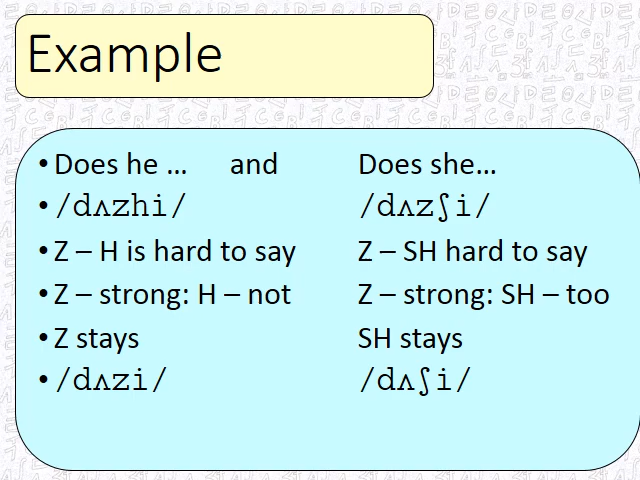 Example
• Does he … and Does she…
• /dʌzhi/ /dʌzʃi/
Z – H is hard to say Z – SH hard to say
• Z – strong: H – not Z – strong: SH – too
Z stays SH stays
• /dʌzi/ /dʌʃi/